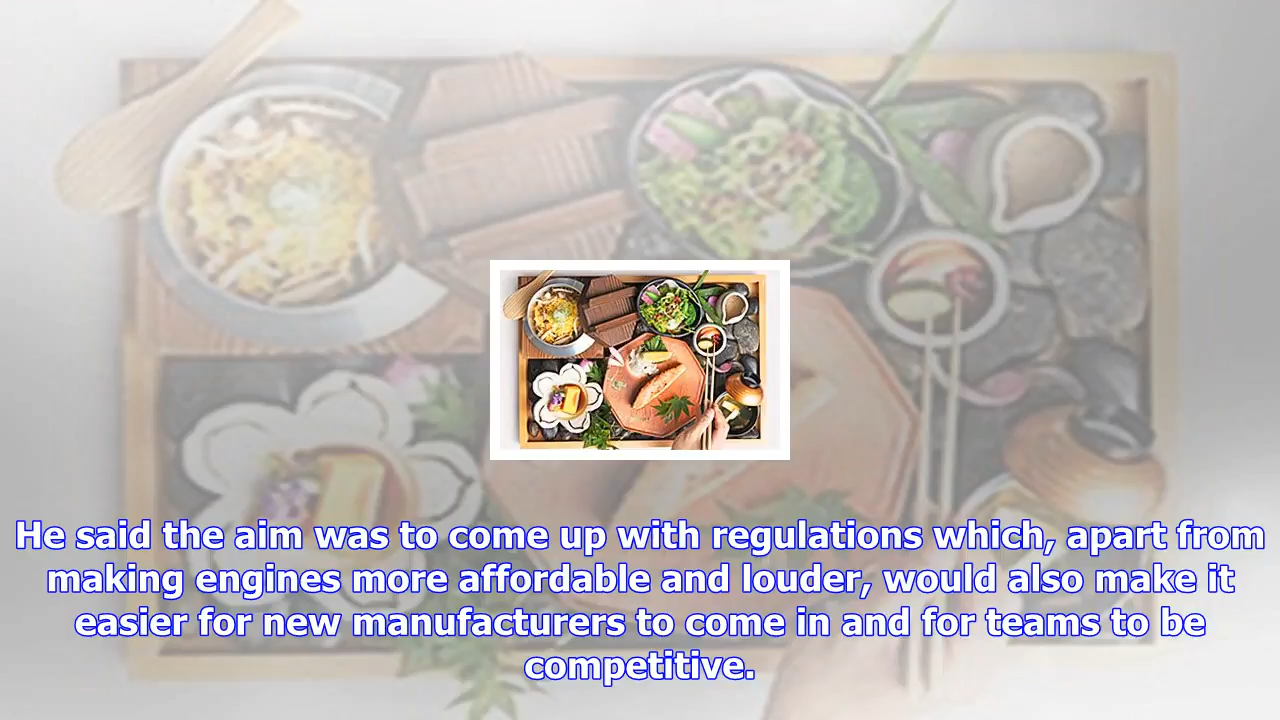 He said the aim was to come up with regulations which, apart from
making engines more affordable and louder, would also make it
easier for new manufacturers to come in and for teams to be
competitive.